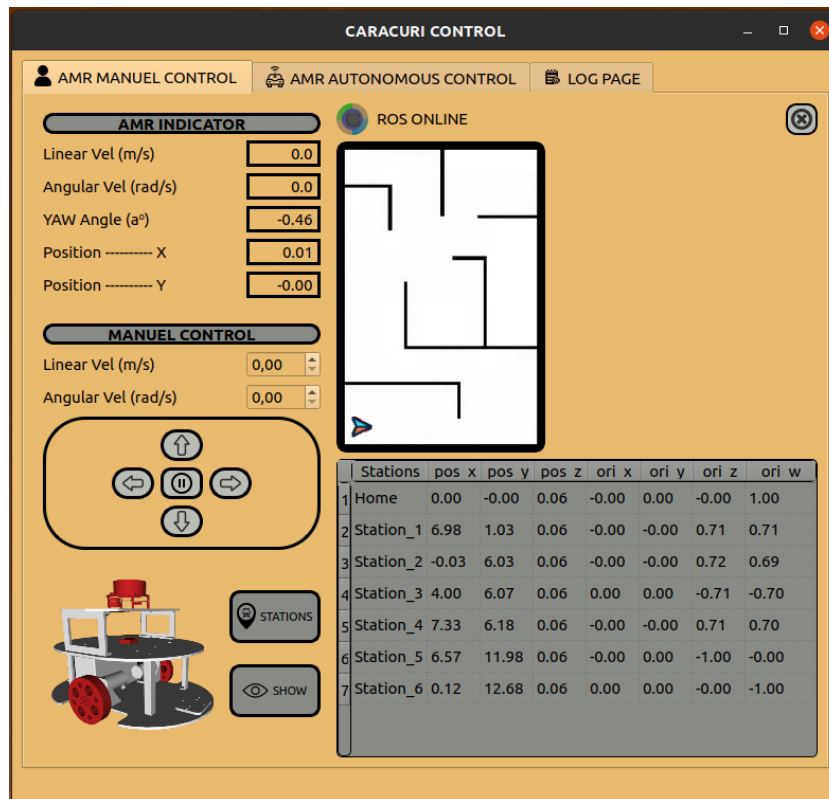 CARACURI CONTROL
AMR MANUEL CONTROL AMR AUTONOMOUS CONTROL LOG PAGE
AMR INDICATOR
Linear Vel (m/s) 0.0
Angular Vel (rad/s) 0.0
YAW Angle (aº) -0.46
Position ---------- X 0.01
Position ---------- Y -0.00
MANUEL CONTROL
Linear Vel (m/s) 0,00
Angular Vel (rad/s) 0,00
STATIONS
SHOW
ROS ONLINE
Stations pos_x pos_y pos_z ori_x ori_y ori_z ori_w
1 Home 0.00 -0.00 0.06 -0.00 0.00 -0.00 1.00
2 Station_1 6.98 1.03 0.06 -0.00 -0.00 0.71 0.71
3 Station_2 -0.03 6.03 0.06 -0.00 -0.00 0.72 0.69
4 Station_3 4.00 6.07 0.06 0.00 0.00 -0.71 -0.70
5 Station_4 7.33 6.18 0.06 -0.00 -0.00 0.71 0.70
6 Station_5 6.57 11.98 0.06 -0.00 0.00 -1.00 -0.00
7 Station_6 0.12 12.68 0.06 0.00 0.00 -0.00 -1.00